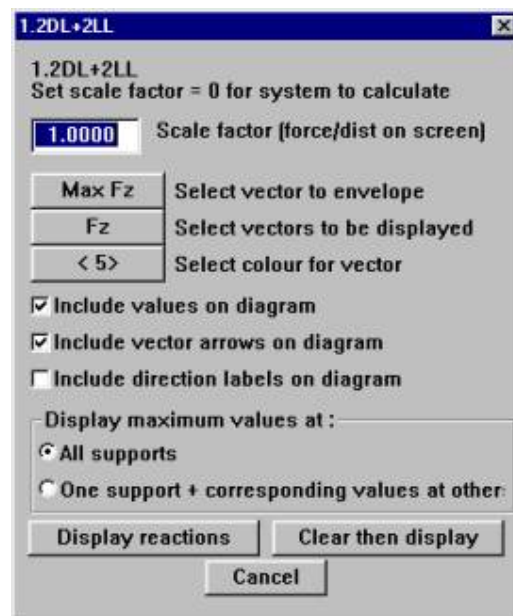 1.2DL+2LL
1.2DL+2LL
Set scale factor = 0 for system to calculate
1.0000 Scale factor (force/dist on screen)
Max Fz Select vector to envelope
Fz Select vectors to be displayed
< 5> Select colour for vector
Include values on diagram
Include vector arrows on diagram
Include direction labels on diagram
Display maximum values at :
All supports
One support + corresponding values at other
Display reactions Clear then display
Cancel